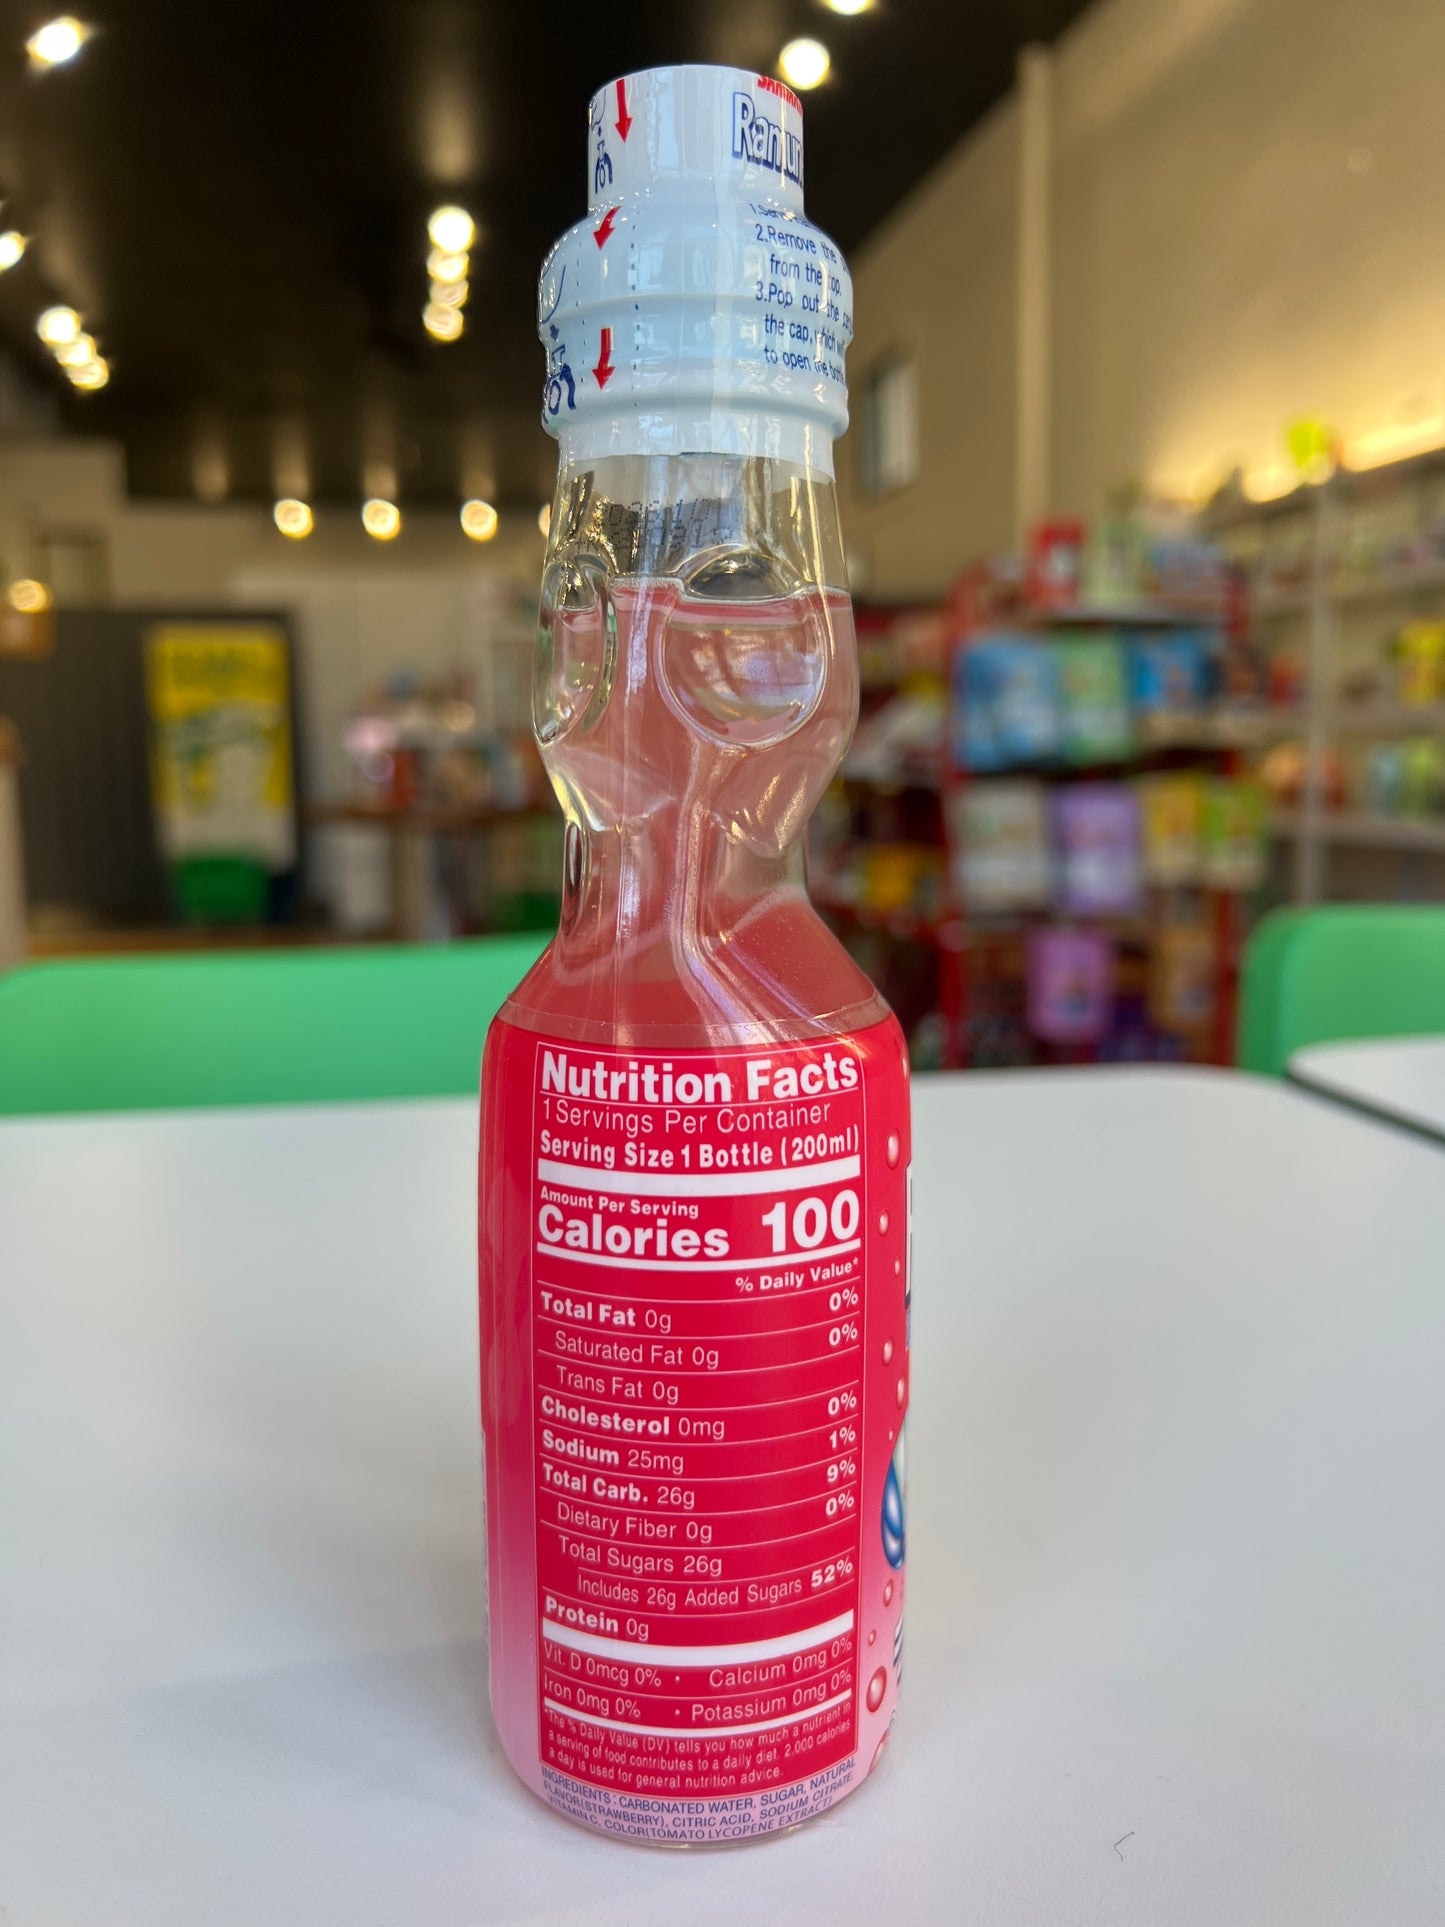 2.Remove the
from the top.
3.Pop out the
the cap, which
to open the
Nutrition Facts
1 Servings Per Container
Serving Size 1 Bottle (200ml)
Amount Per Serving
Calories 100
% Daily Value*
Total Fat 0g 0%
Saturated Fat 0g 0%
Trans Fat 0g
Cholesterol 0mg 0%
Sodium 25mg 1%
Total Carb. 26g 9%
Dietary Fiber 0g 0%
Total Sugars 26g
Includes 26g Added Sugars 52%
Protein 0g
Vit. D 0mcg 0% • Calcium 0mg 0%
Iron 0mg 0% • Potassium 0mg 0%
*The % Daily Value (DV) tells you how much a nutrient in
a serving of food contributes to a daily diet. 2,000 calories
a day is used for general nutrition advice.
INGREDIENTS : CARBONATED WATER, SUGAR, NATURAL
FLAVOR(STRAWBERRY), CITRIC ACID, SODIUM CITRATE,
VITAMIN C, COLOR(TOMATO LYCOPENE EXTRACT)